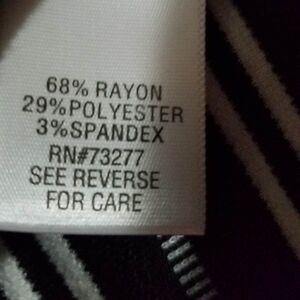 68% RAYON
29%POLYESTER
3%SPANDEX
RN#73277
SEE REVERSE
FOR CARE